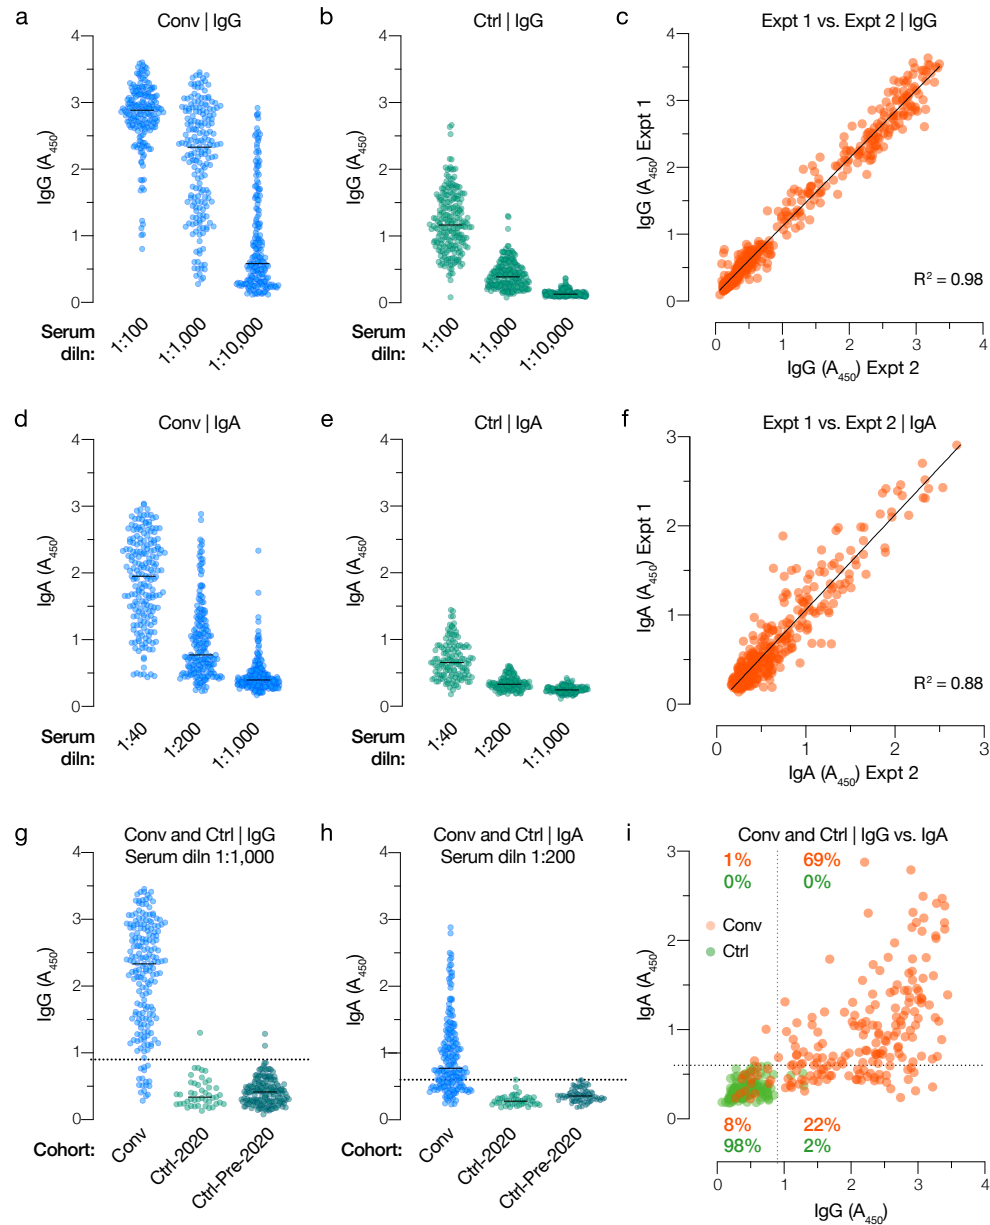 a
Conv | IgG
4
3
2
1
0
IgG (A450)
Serum
diln:
1:100
1:1,000
1:10,000
b
Ctrl | IgG
4
3
2
1
0
IgG (A450)
1:100
1:1,000
1:10,000
c
Expt 1 vs. Expt 2 | IgG
4
3
2
1
0
IgG (A450) Expt 1
R2 = 0.98
0
1
2
3
4
IgG (A450) Expt 2
d
Conv | IgA
4
3
2
1
0
IgA (A450)
Serum
diln:
1:40
1:200
1:1,000
e
Ctrl | IgA
4
3
2
1
0
IgA (A450)
1:40
1:200
1:1,000
f
Expt 1 vs. Expt 2 | IgA
3
2
1
0
IgA (A450) Expt 1
R2 = 0.88
0
1
2
3
IgA (A450) Expt 2
g
Conv and Ctrl | IgG
Serum diln 1:1,000
4
3
2
1
0
IgG (A450)
Cohort:
Conv
Ctrl-2020
Ctrl-Pre-2020
h
Conv and Ctrl | IgA
Serum diln 1:200
4
3
2
1
0
IgA (A450)
Conv
Ctrl-2020
Ctrl-Pre-2020
i
Conv and Ctrl | IgG vs. IgA
3
2
1
0
IgA (A450)
1%
69%
0%
0%
Conv
Ctrl
8%
22%
98%
2%
0
1
2
3
4
IgG (A450)